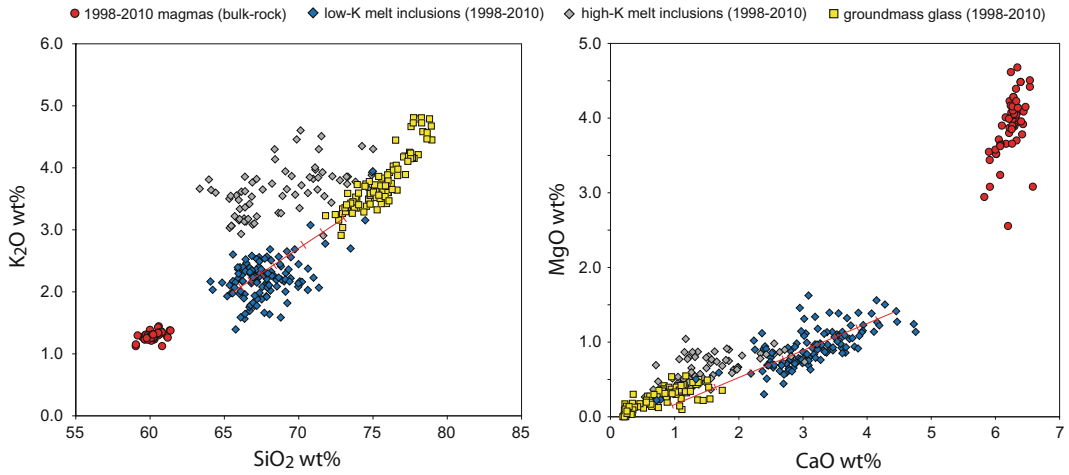 1998-2010 magmas (bulk-rock) low-K melt inclusions (1998-2010) high-K melt inclusions (1998-2010) groundmass glass (1998-2010)
6.0
5.0
4.0
3.0
2.0
1.0
0.0
K₂O wt%
55 60 65 70 75 80 85
SiO₂ wt%
5.0
4.0
3.0
2.0
1.0
0.0
MgO wt%
0 1 2 3 4 5 6 7
CaO wt%